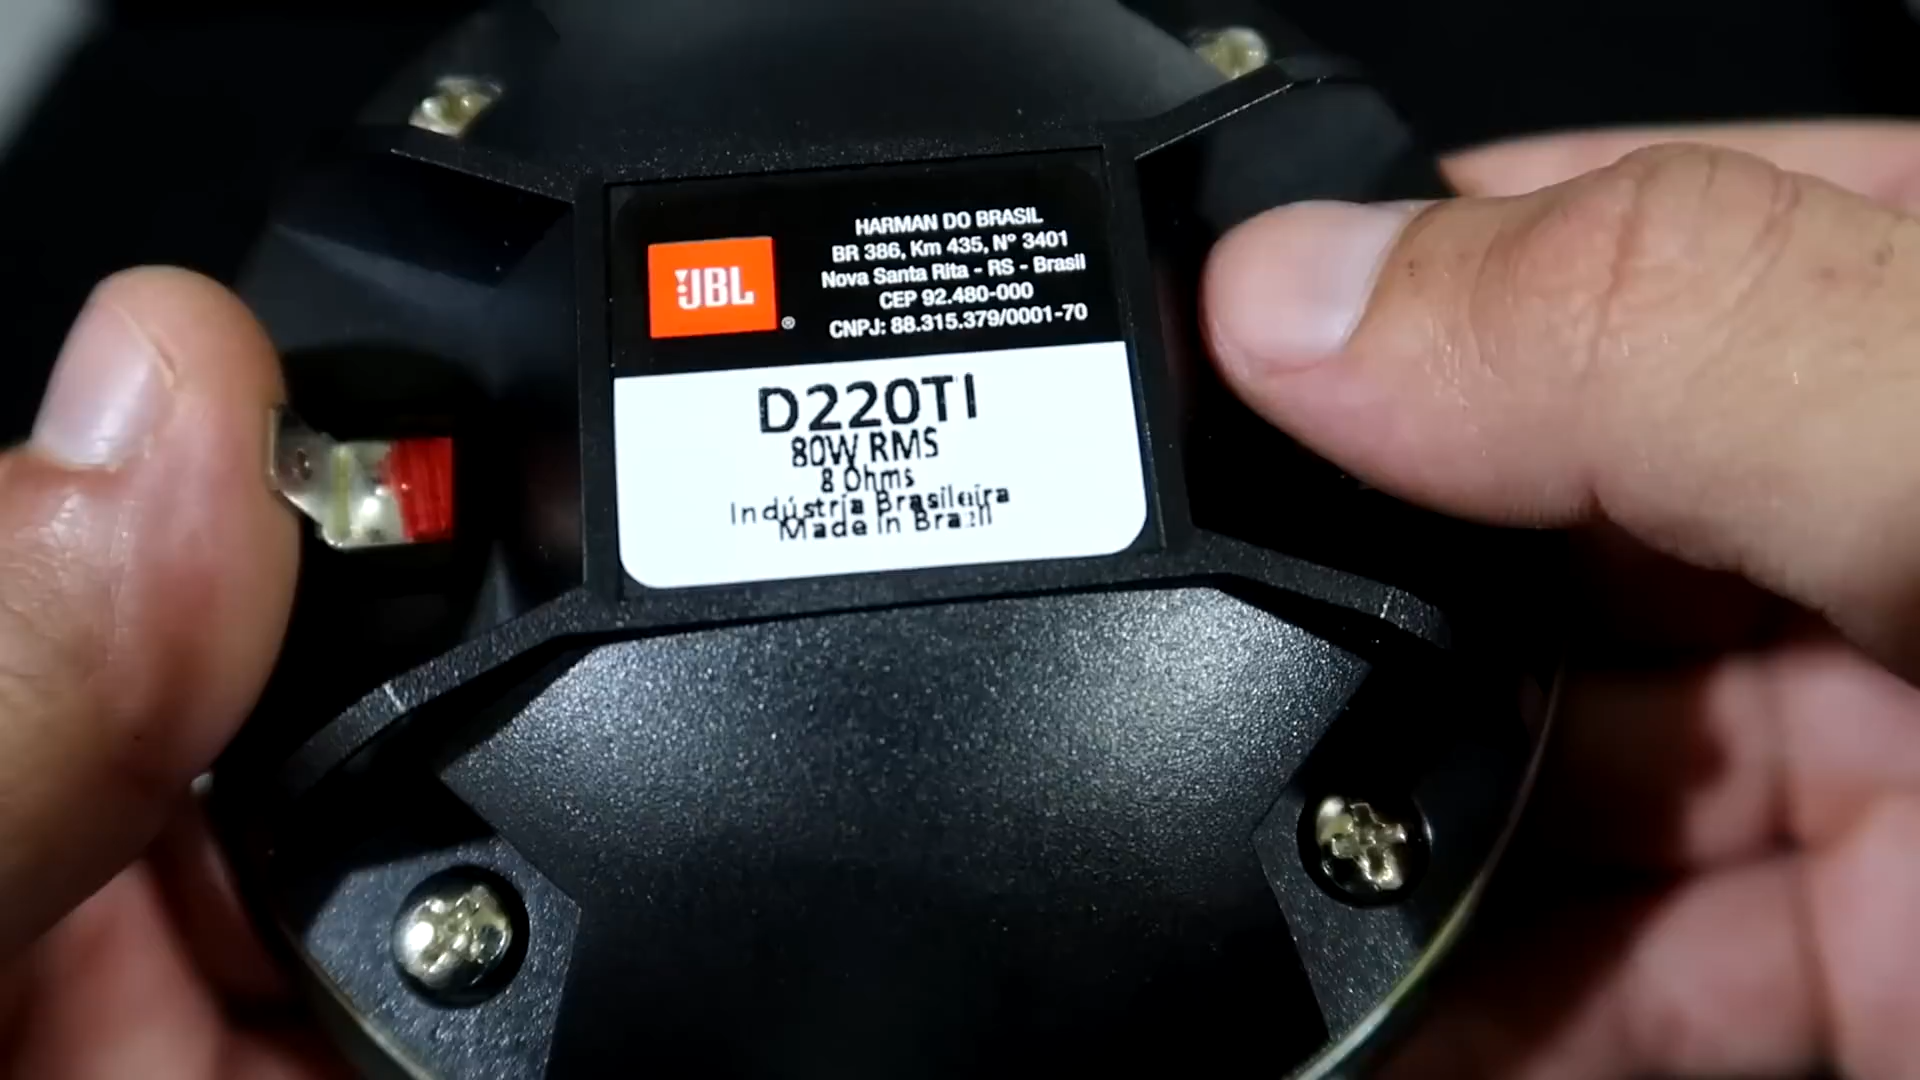 JBL
®
HARMAN DO BRASIL
BR 386, Km 435, Nº 3401
Nova Santa Rita - RS - Brasil
CEP 92.480-000
CNPJ: 88.315.379/0001-70
D220TI
80W RMS
8 Ohms
Indústria Brasileira
Made in Brazil